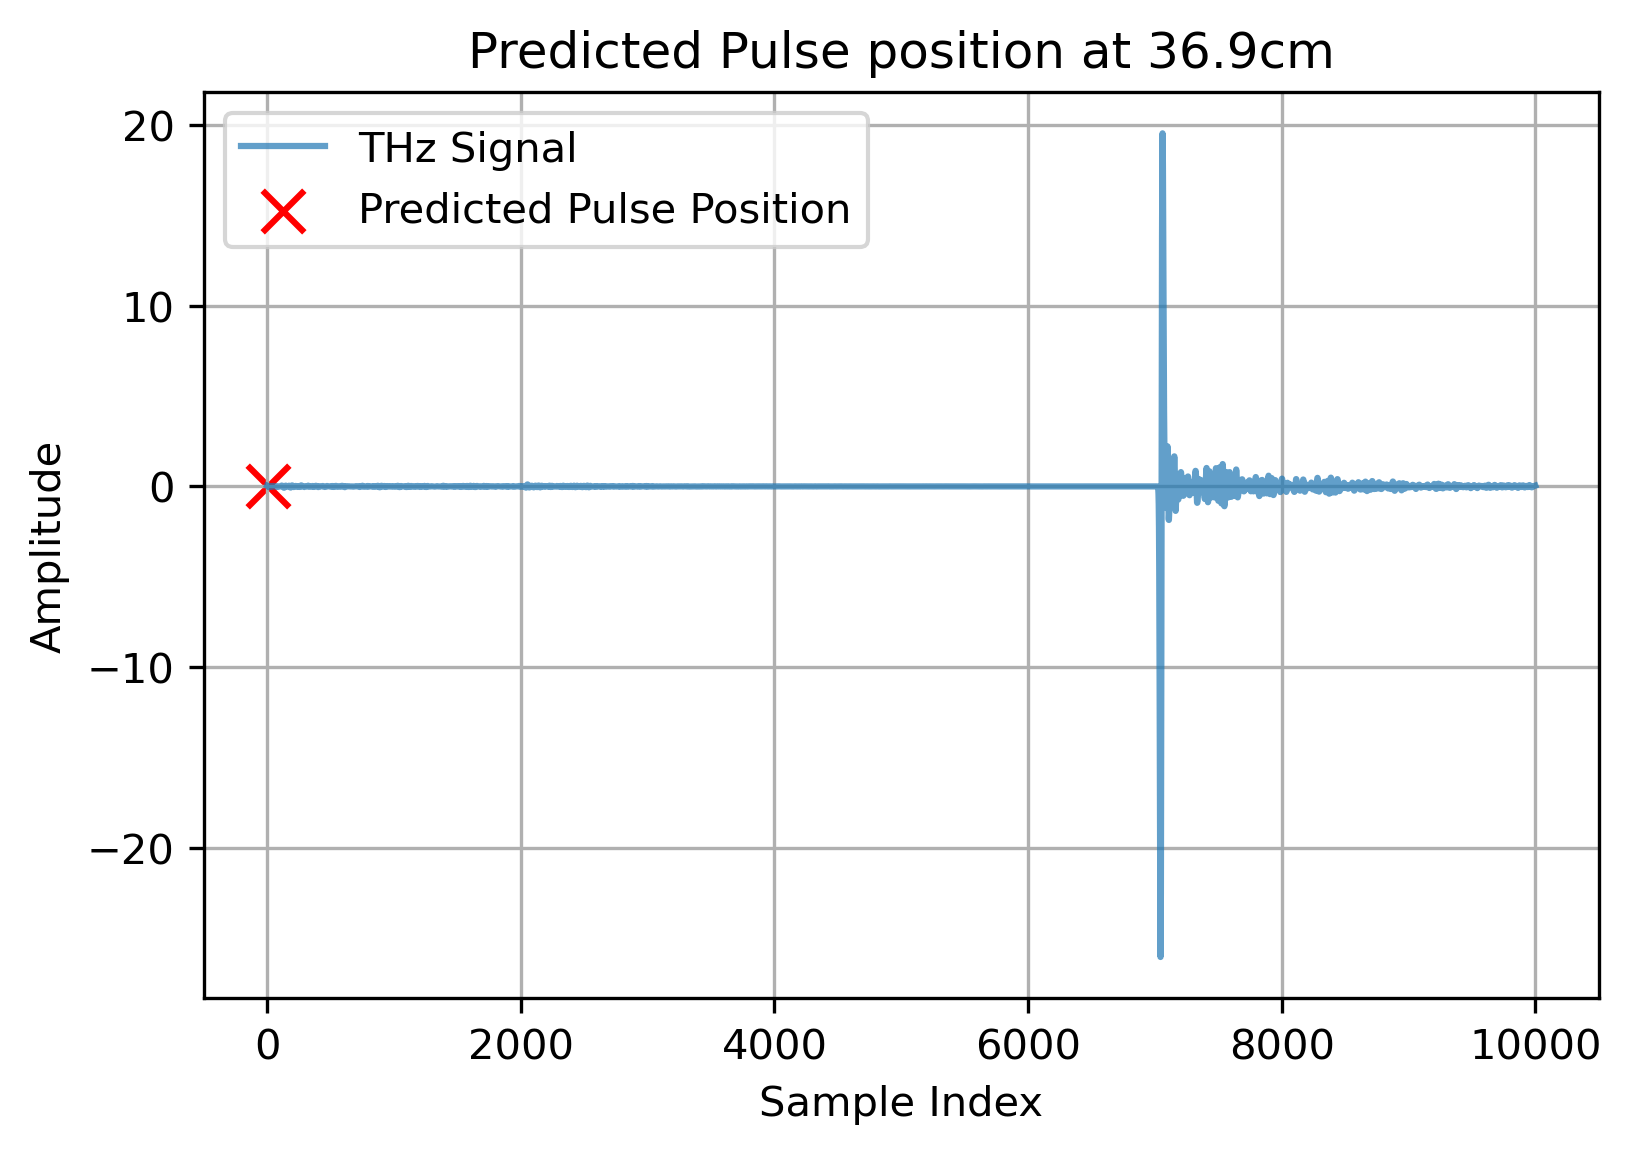 Predicted Pulse position at 36.9cm
THz Signal
Predicted Pulse Position
20
10
0
−10
−20
Amplitude
0 2000 4000 6000 8000 10000
Sample Index